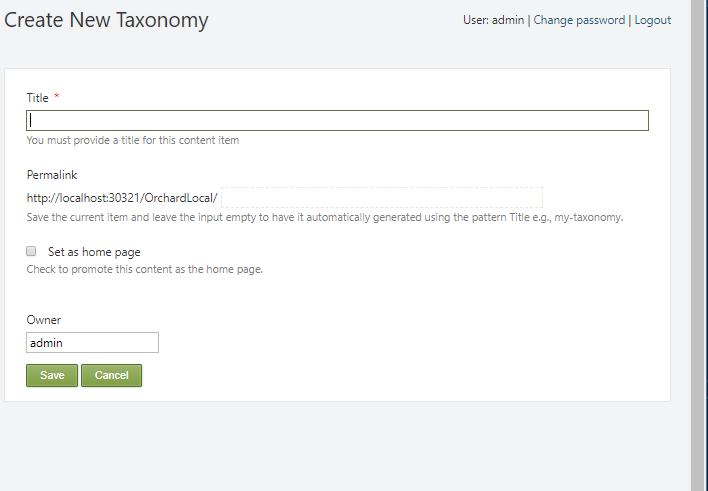 Create New Taxonomy
User: admin | Change password | Logout
Title *
You must provide a title for this content item
Permalink
http://localhost:30321/OrchardLocal/
Save the current item and leave the input empty to have it automatically generated using the pattern Title e.g., my-taxonomy.
Set as home page
Check to promote this content as the home page.
Owner
admin
Save Cancel